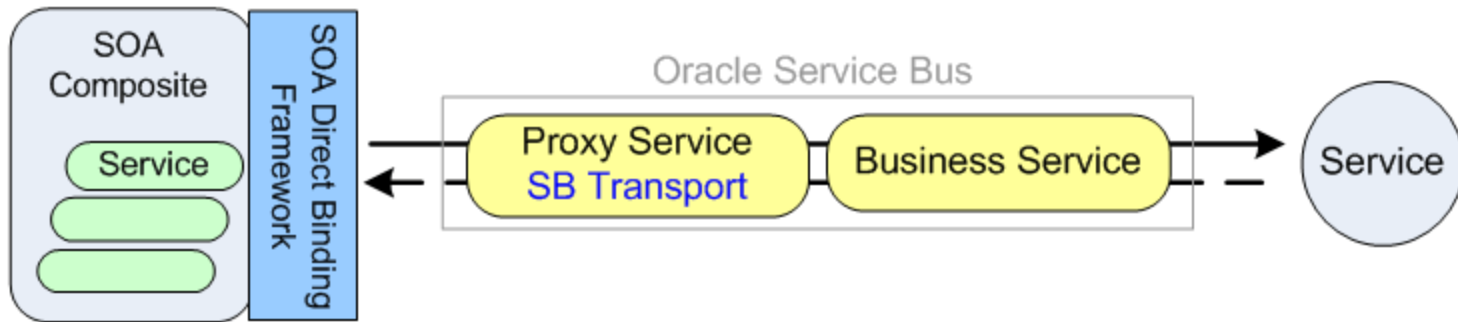 SOA
Composite
Service
SOA Direct Binding
Framework
Oracle Service Bus
Proxy Service
SB Transport
Business Service
Service